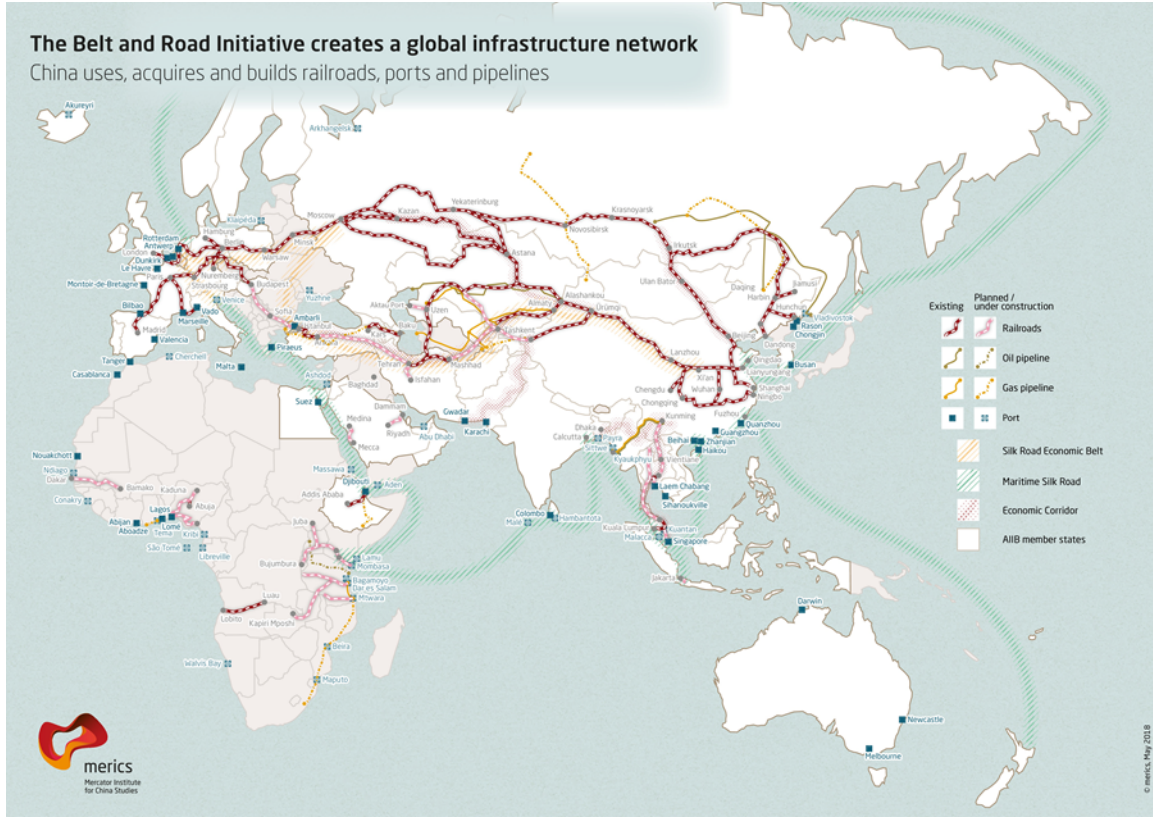 The Belt and Road Initiative creates a global infrastructure network
China uses, acquires and builds railroads, ports and pipelines
Akureyri
Arkhangelsk
Klaipėda
Moscow
Kazan
Yekaterinburg
Novosibirsk
Krasnoyarsk
Irkutsk
Ulan Bator
Astana
Rotterdam
Antwerp
London
Dunkirk
Le Havre
Paris
Hamburg
Berlin
Warsaw
Minsk
Nuremberg
Strasbourg
Budapest
Montoir-de-Bretagne
Bilbao
Madrid
Marseille
Vado
Venice
Valencia
Sofia
Yuzhne
Ambarli
Istanbul
Piraeus
Kars
Baku
Aktau Port
Uzen
Almaty
Alashankou
Ürümqi
Tashkent
Tehran
Mashhad
Isfahan
Daqing
Jiamusi
Harbin
Hunchun
Vladivostok
Rason
Chongjin
Beijing
Dandong
Busan
Qingdao
Lianyungang
Lanzhou
Xi'an
Wuhan
Shanghai
Ningbo
Chengdu
Chongqing
Fuzhou
Quanzhou
Kunming
Guangzhou
Beihai
Zhanjian
Haikou
Tanger
Casablanca
Cherchell
Malta
Ashdod
Suez
Baghdad
Dammam
Medina
Riyadh
Mecca
Abu Dhabi
Gwadar
Karachi
Dhaka
Calcutta
Payra
Sittwe
Kyaukphyu
Vientiane
Laem Chabang
Sihanoukville
Kuala Lumpur
Kuantan
Malacca
Singapore
Jakarta
Colombo
Hambantota
Malé
Nouakchott
Ndiago
Dakar
Bamako
Conakry
Kaduna
Abuja
Lagos
Abijan
Lomé
Aboadze
Tema
Kribi
São Tomé
Libreville
Massawa
Djibouti
Aden
Addis Ababa
Juba
Bujumbura
Lamu
Mombasa
Bagamoyo
Dar es Salam
Mtwara
Luau
Lobito
Kapiri Mposhi
Walvis Bay
Beira
Maputo
Darwin
Newcastle
Melbourne
Existing
Planned /
under construction
Railroads
Oil pipeline
Gas pipeline
Port
Silk Road Economic Belt
Maritime Silk Road
Economic Corridor
AIIB member states
merics
Mercator Institute
for China Studies
© merics, May 2018